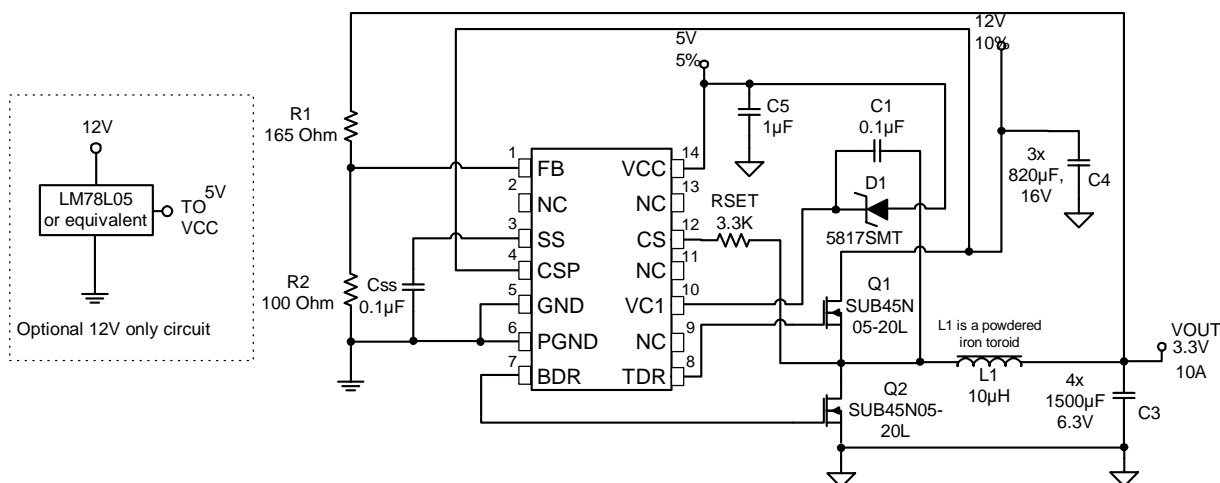 12V
LM78L05
or equivalent
5V
TO
VCC
Optional 12V only circuit
R1
165 Ohm
R2
100 Ohm
Css
0.1µF
1
FB
2
NC
3
SS
4
CSP
5
GND
6
PGND
7
BDR
14
VCC
13
NC
12
CS
11
NC
10
VC1
9
NC
8
TDR
5V
5%
C5
1µF
C1
0.1µF
D1
5817SMT
RSET
3.3K
12V
10%
3x
820µF,
16V
C4
Q1
SUB45N
05-20L
Q2
SUB45N05-
20L
L1 is a powdered
iron toroid
L1
10µH
VOUT
3.3V
10A
4x
1500µF
6.3V
C3